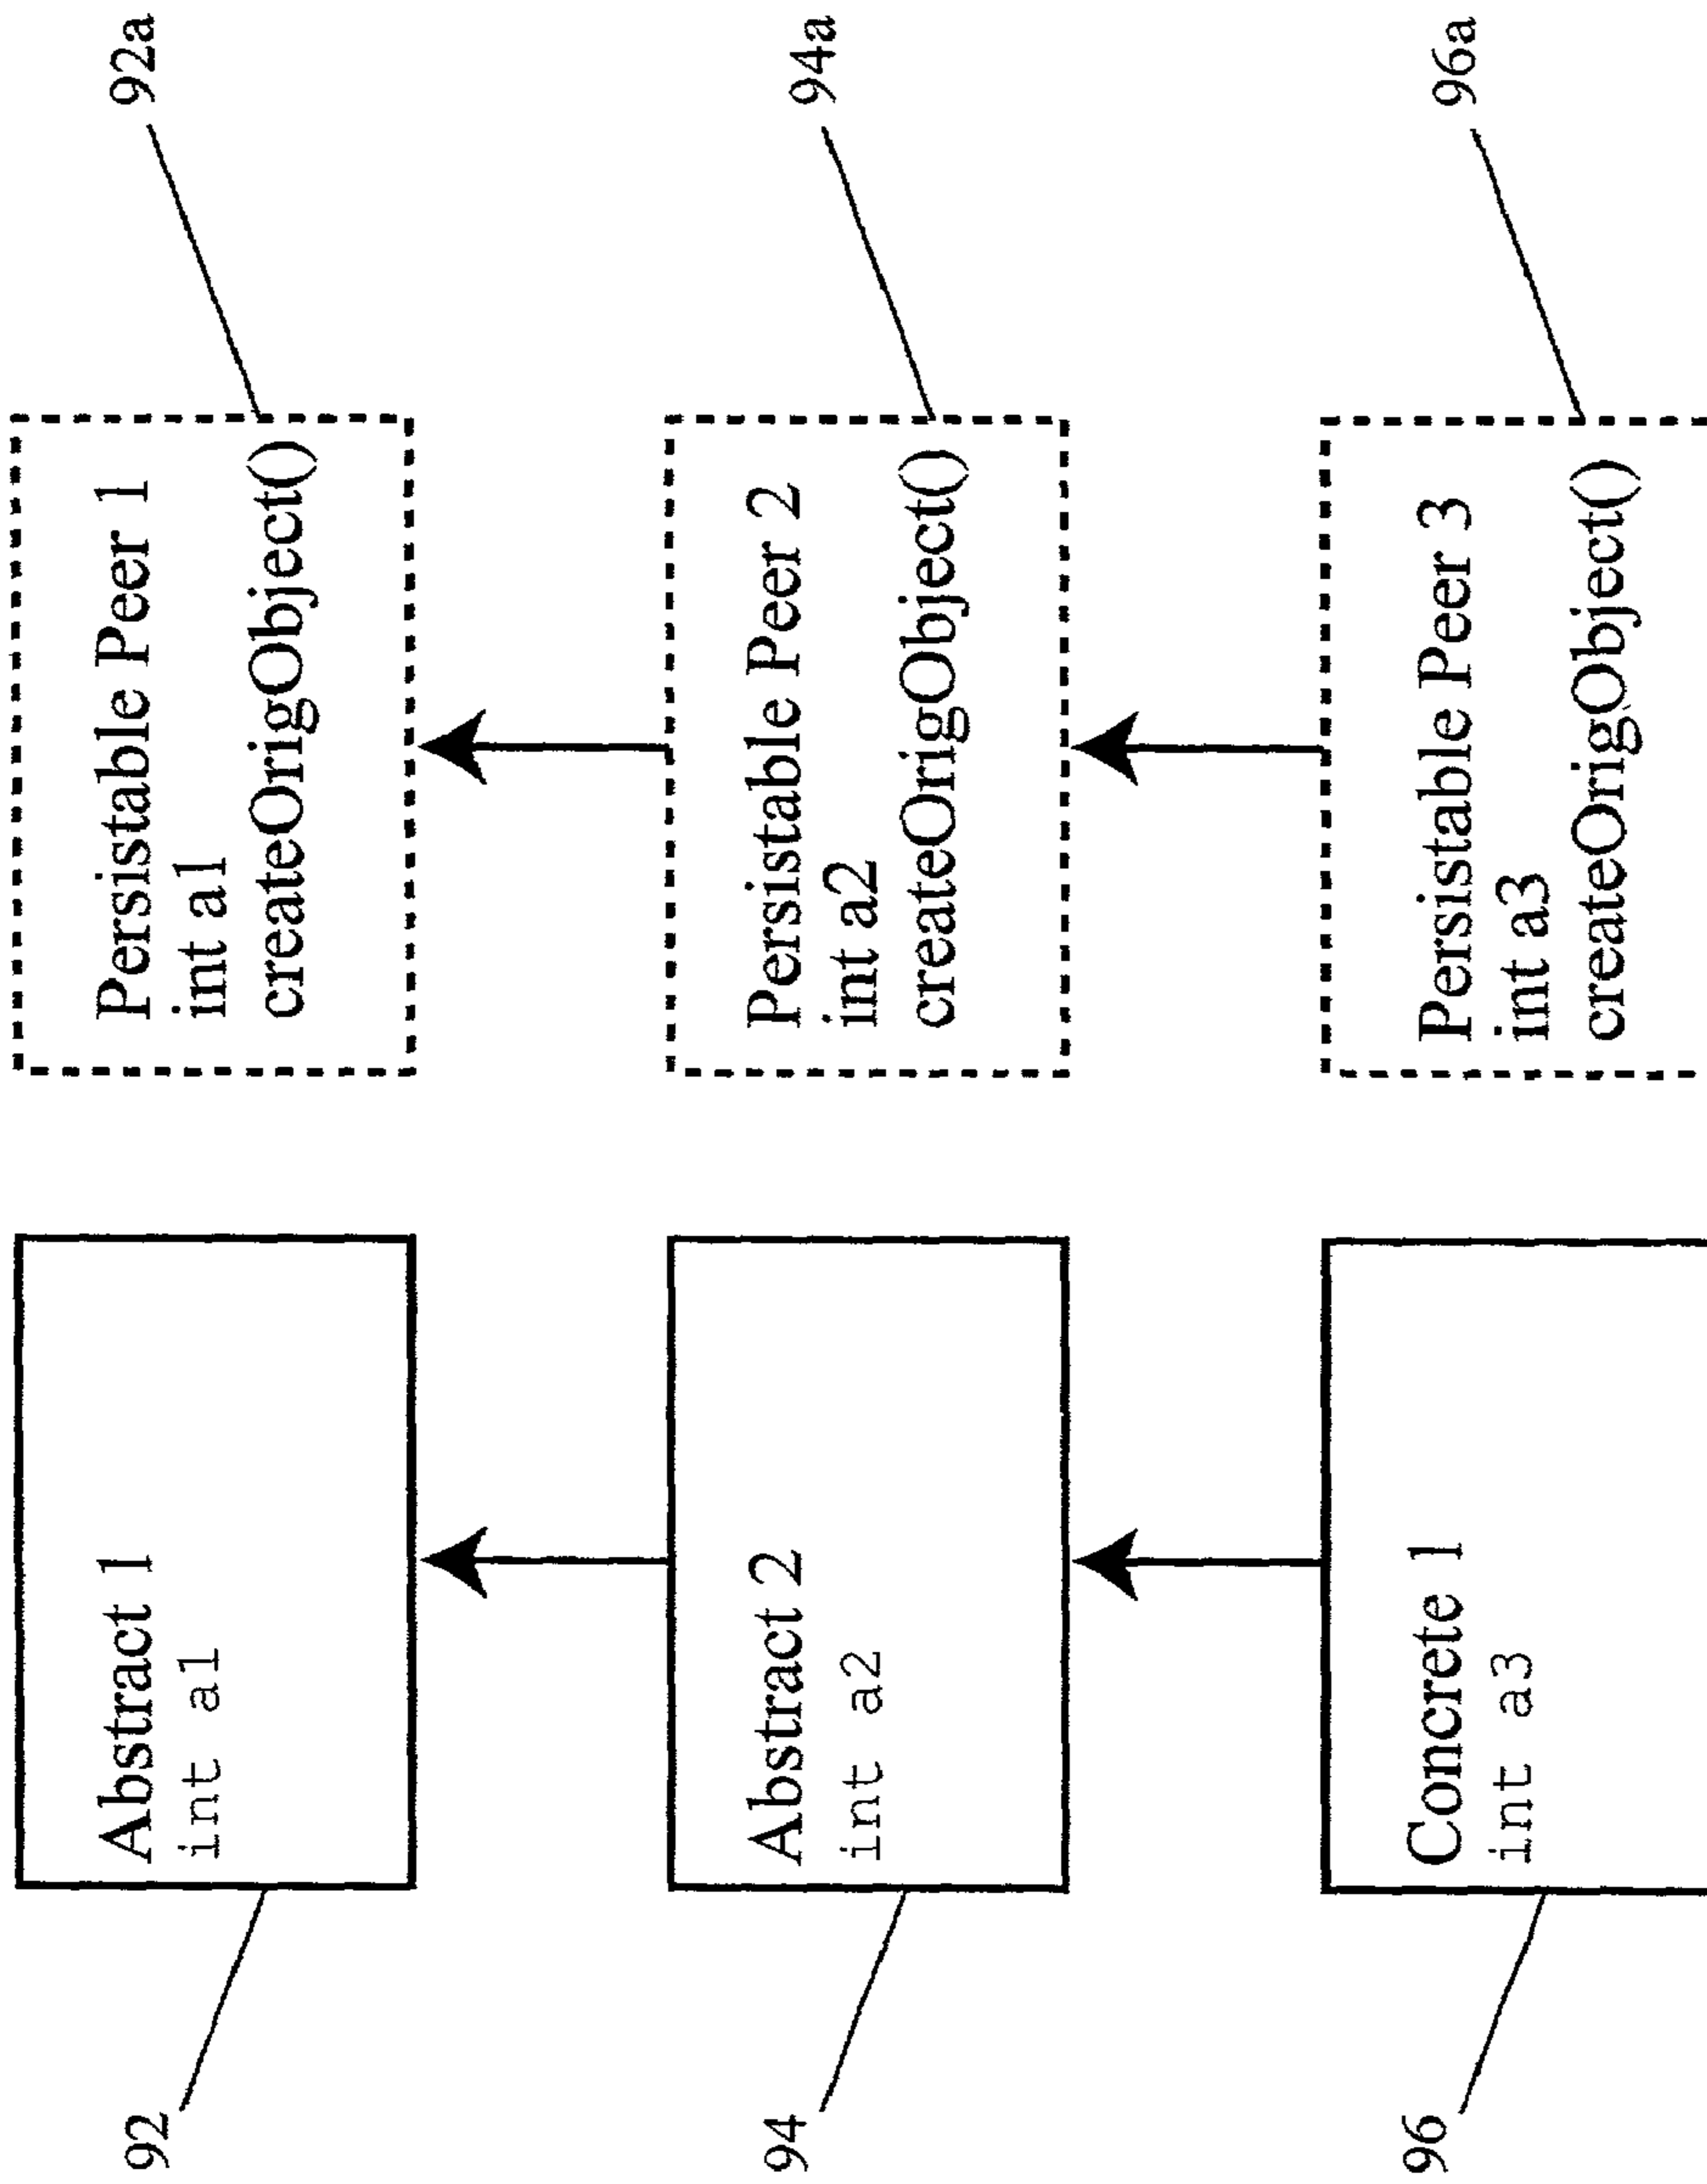 92
Abstract 1
int a1
Persistable Peer 1
int a1
createOrigObject()
92a
94
Abstract 2
int a2
Persistable Peer 2
int a2
createOrigObject()
94a
96
Concrete 1
int a3
Persistable Peer 3
int a3
createOrigObject()
96a